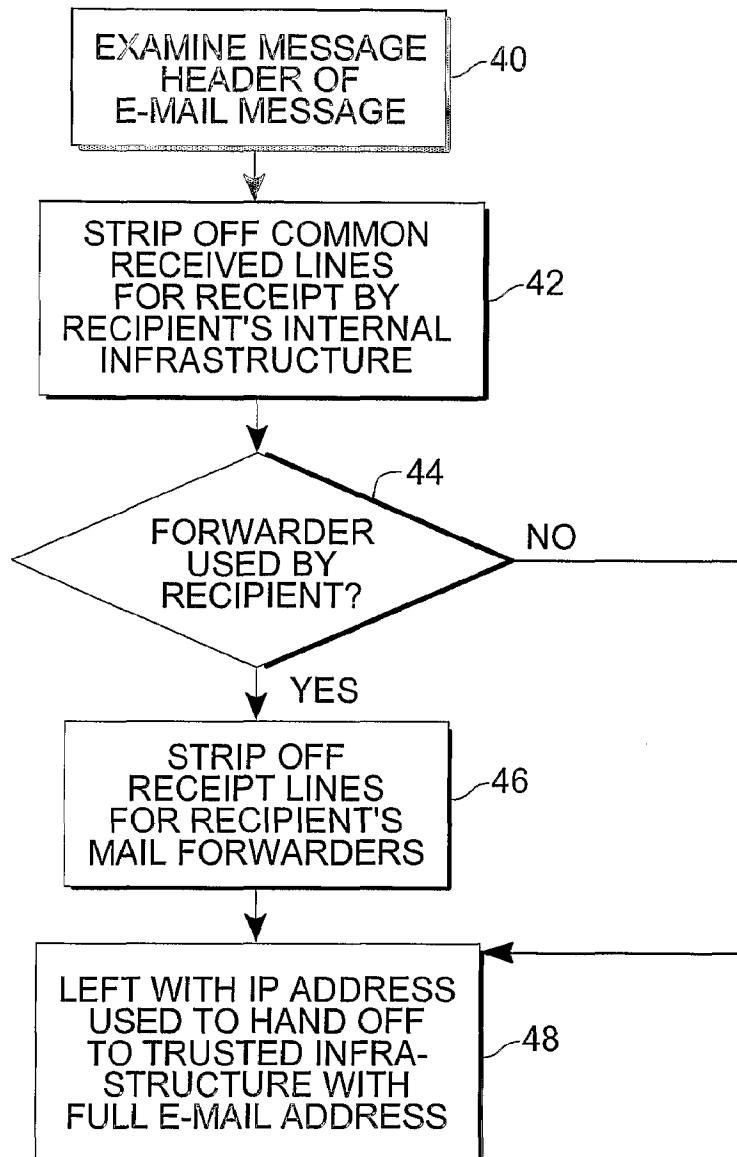 EXAMINE MESSAGE
HEADER OF
E-MAIL MESSAGE
40
STRIP OFF COMMON
RECEIVED LINES
FOR RECEIPT BY
RECIPIENT'S INTERNAL
INFRASTRUCTURE
42
44
FORWARDER
USED BY
RECIPIENT?
NO
YES
STRIP OFF
RECEIPT LINES
FOR RECIPIENT'S
MAIL FORWARDERS
46
LEFT WITH IP ADDRESS
USED TO HAND OFF
TO TRUSTED INFRA-
STRUCTURE WITH
FULL E-MAIL ADDRESS
48